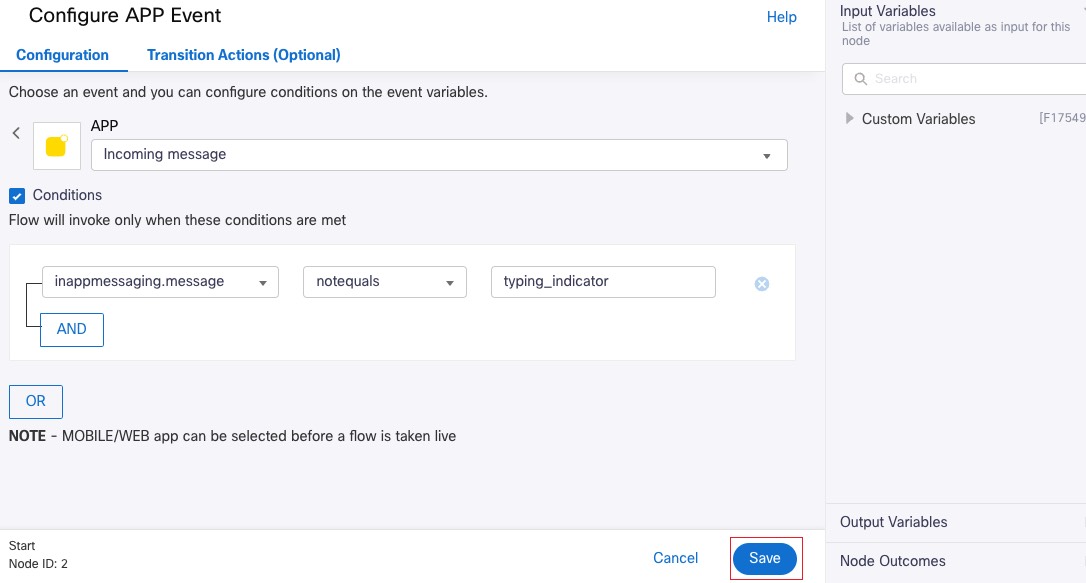 Configure APP Event
Help
Configuration
Transition Actions (Optional)
Choose an event and you can configure conditions on the event variables.
APP
Incoming message
Conditions
Flow will invoke only when these conditions are met
inappmessaging.message
notequals
typing_indicator
AND
OR
NOTE - MOBILE/WEB app can be selected before a flow is taken live
Start
Node ID: 2
Cancel
Save
Input Variables
List of variables available as input for this
node
Search
Custom Variables
[F17549
Output Variables
Node Outcomes